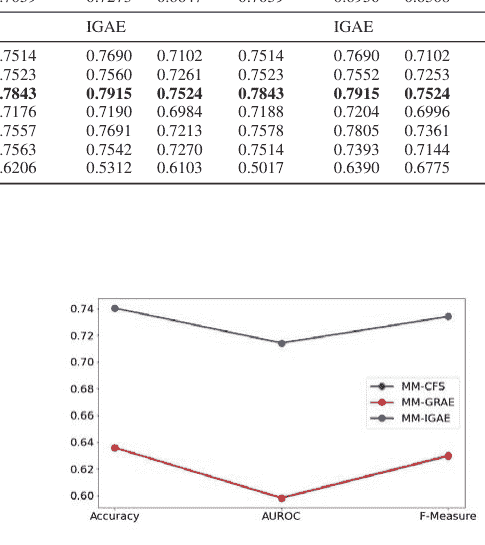 IGAE IGAE
.7514 0.7690 0.7102 0.7514 0.7690 0.7102
.7523 0.7560 0.7261 0.7523 0.7552 0.7253
.7843 0.7915 0.7524 0.7843 0.7915 0.7524
.7176 0.7190 0.6984 0.7188 0.7204 0.6996
.7557 0.7691 0.7213 0.7578 0.7805 0.7361
.7563 0.7542 0.7270 0.7514 0.7393 0.7144
.6206 0.5312 0.6103 0.5017 0.6390 0.6775
0.74
0.72
0.70
0.68
0.66
0.64
0.62
0.60
MM-CFS
MM-GRAE
MM-IGAE
Accuracy AUROC F-Measure